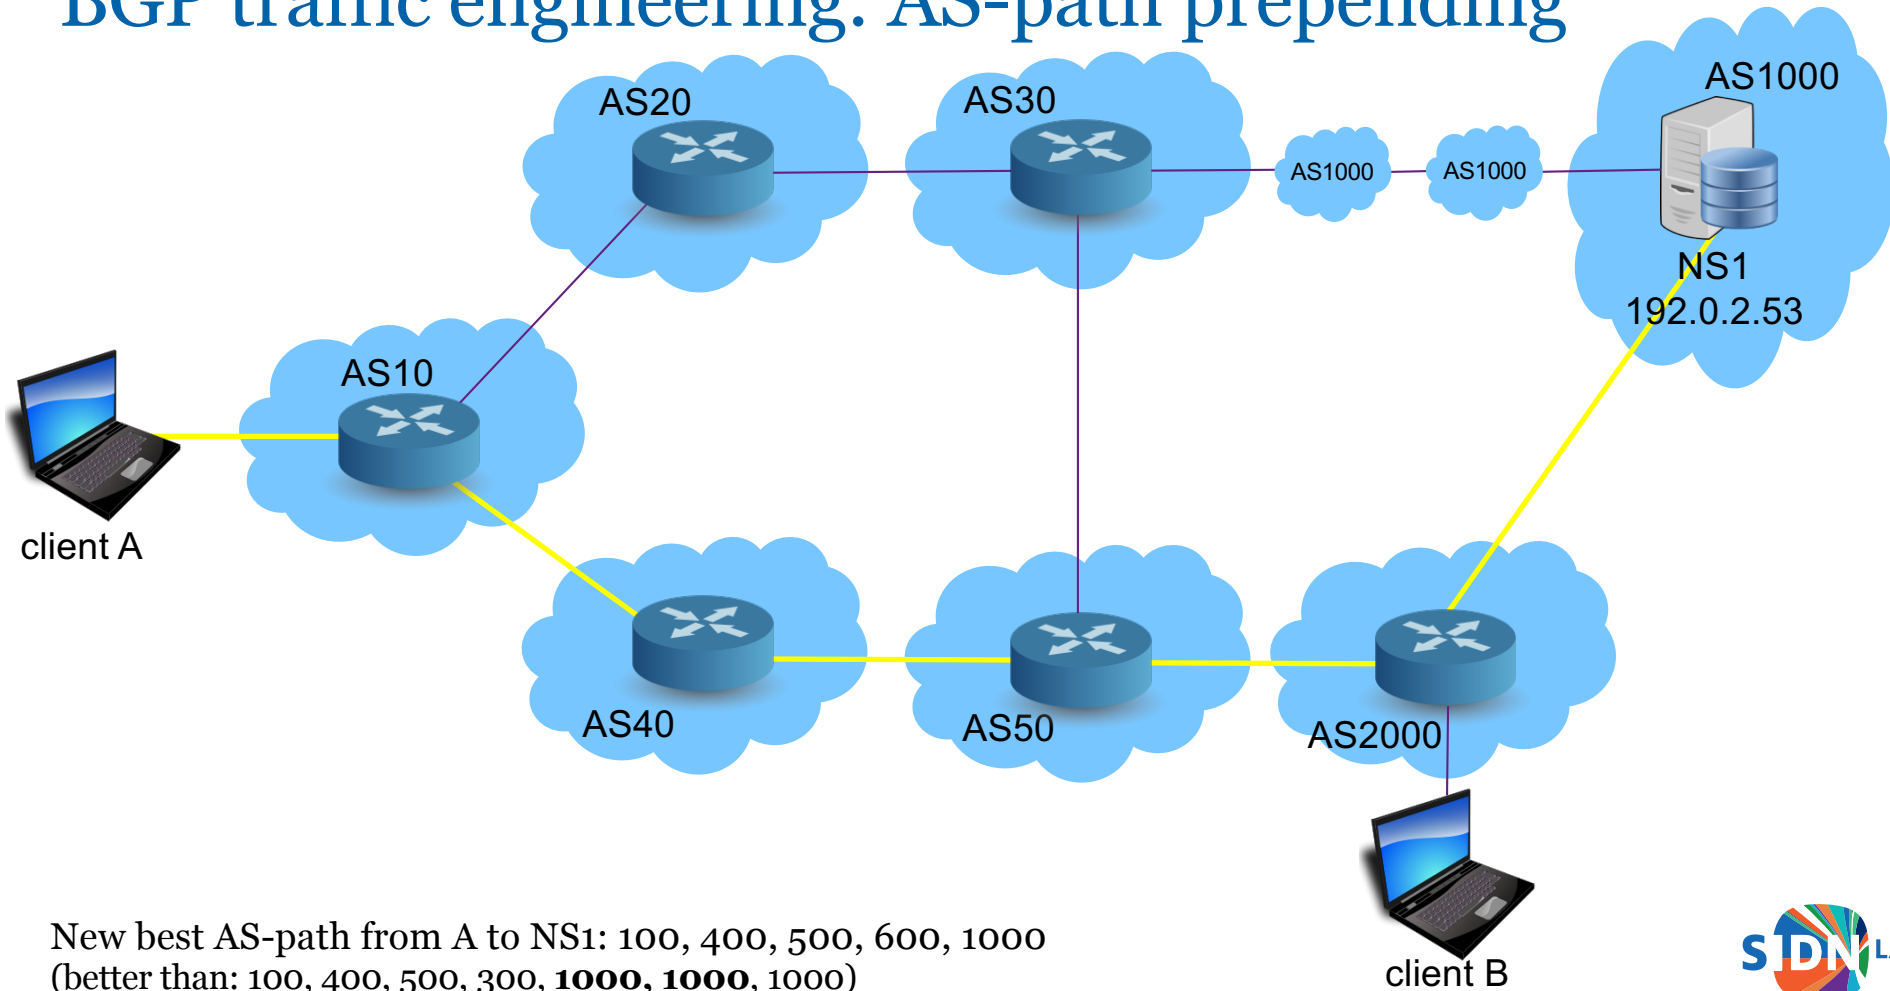 BGP traffic engineering: AS-path prepending
AS20
AS30
AS1000
AS1000
AS1000
NS1
192.0.2.53
AS10
client A
AS40
AS50
AS2000
client B
New best AS-path from A to NS1: 100, 400, 500, 600, 1000
(better than: 100, 400, 500, 300, 1000, 1000, 1000)
SIDN